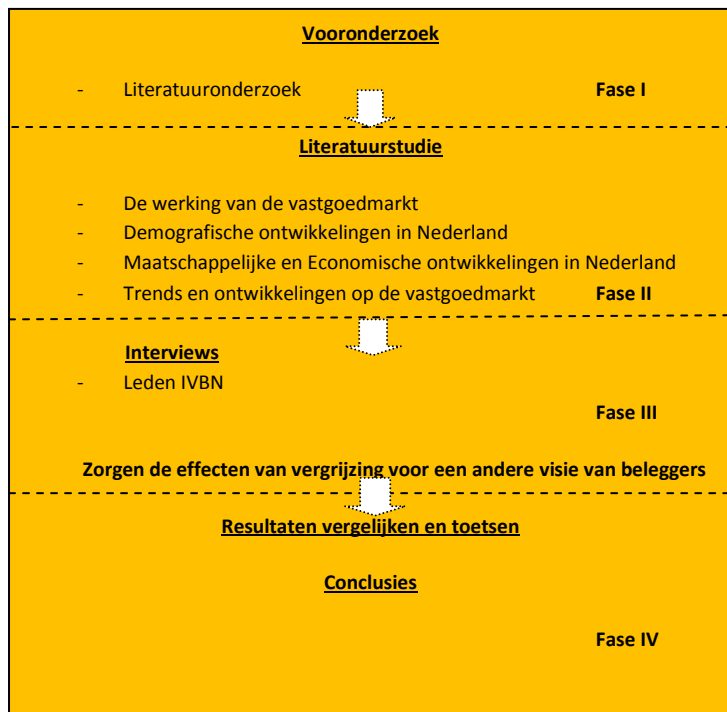 Vooronderzoek
- Literatuuronderzoek Fase I
Literatuurstudie
- De werking van de vastgoedmarkt
- Demografische ontwikkelingen in Nederland
- Maatschappelijke en Economische ontwikkelingen in Nederland
- Trends en ontwikkelingen op de vastgoedmarkt Fase II
Interviews
- Leden IVBN
Fase III
Zorgen de effecten van vergrijzing voor een andere visie van beleggers
Resultaten vergelijken en toetsen
Conclusies
Fase IV